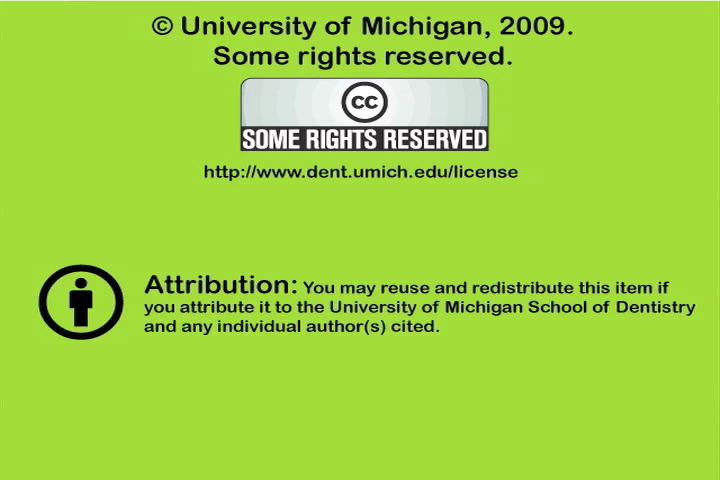 © University of Michigan, 2009.
Some rights reserved.
cc
SOME RIGHTS RESERVED
http://www.dent.umich.edu/license
Attribution: You may reuse and redistribute this item if
you attribute it to the University of Michigan School of Dentistry
and any individual author(s) cited.